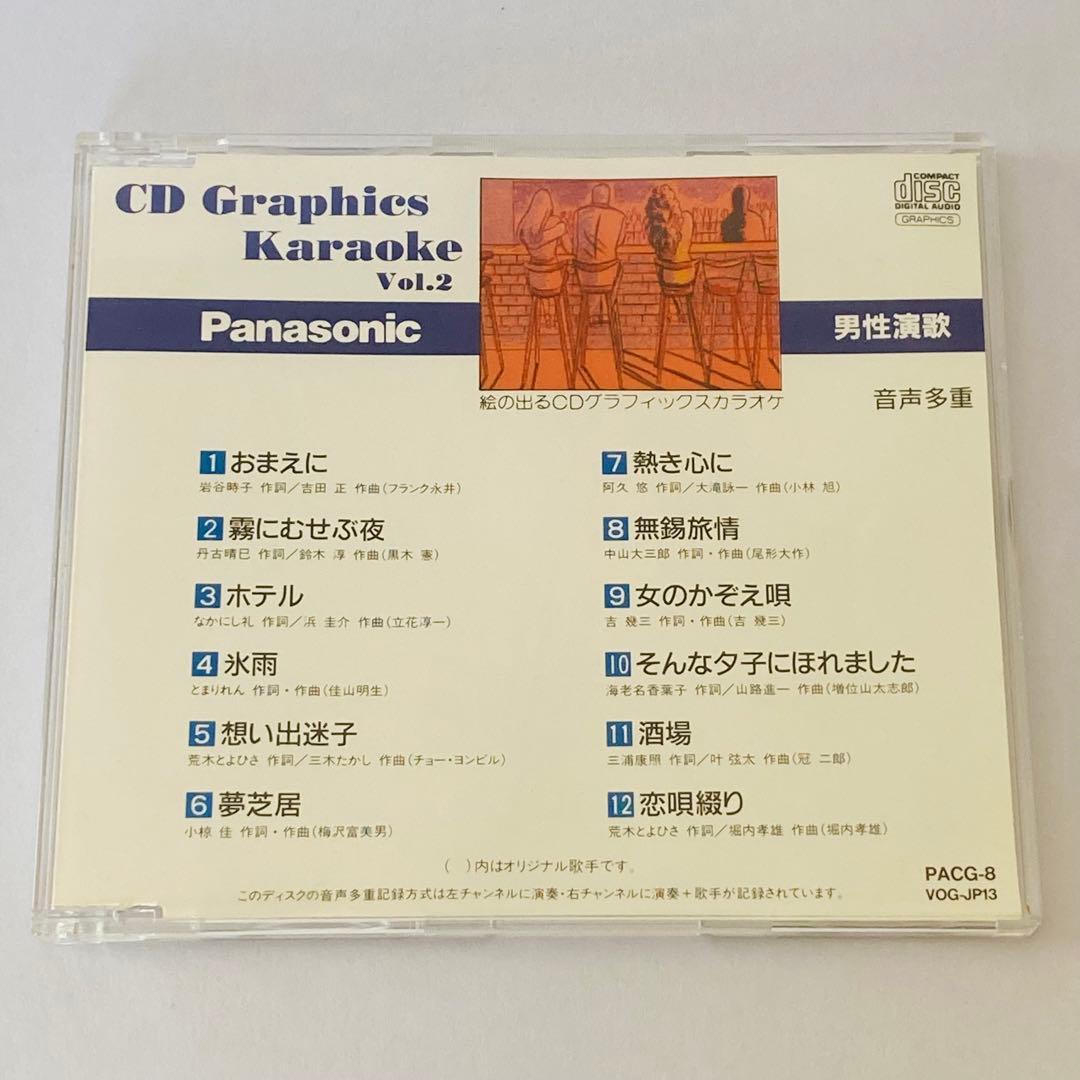 CD Graphics
Karaoke
Vol.2
COMPACT
disc
DIGITAL AUDIO
GRAPHICS
Panasonic
男性演歌
絵の出るCDグラフィックスカラオケ
音声多重
1 おまえに
岩谷時子 作詞／吉田 正 作曲(フランク永井)
2 霧にむせぶ夜
丹古晴巳 作詞／鈴木 淳 作曲(黒木 憲)
3 ホテル
なかにし礼 作詞／浜 圭介 作曲(立花淳一)
4 氷雨
とまりれん 作詞・作曲(佳山明生)
5 想い出迷子
荒木とよひさ 作詞／三木たかし 作曲(チョー・ヨンピル)
6 夢芝居
小椋 佳 作詞・作曲(梅沢富美男)
7 熱き心に
阿久 悠 作詞／大滝詠一 作曲(小林 旭)
8 無錫旅情
中山大三郎 作詞・作曲(尾形大作)
9 女のかぞえ唄
吉 幾三 作詞・作曲(吉 幾三)
10 そんな夕子にほれました
海老名香葉子 作詞／山路進一 作曲(増位山太志郎)
11 酒場
三浦康照 作詞／叶 弦大 作曲(冠 二郎)
12 恋唄綴り
荒木とよひさ 作詞／堀内孝雄 作曲(堀内孝雄)
( )内はオリジナル歌手です。
このディスクの音声多重記録方式は左チャンネルに演奏・右チャンネルに演奏+歌手が記録されています。
PACG-8
VOG-JP13